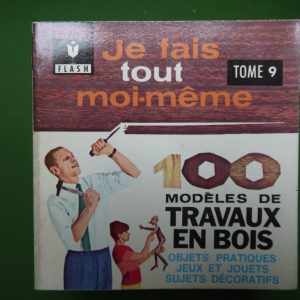 FLASH
Je fais
tout
moi-même
TOME 9
100
MODÈLES DE
TRAVAUX
EN BOIS
OBJETS PRATIQUES
JEUX ET JOUETS
SUJETS DÉCORATIFS